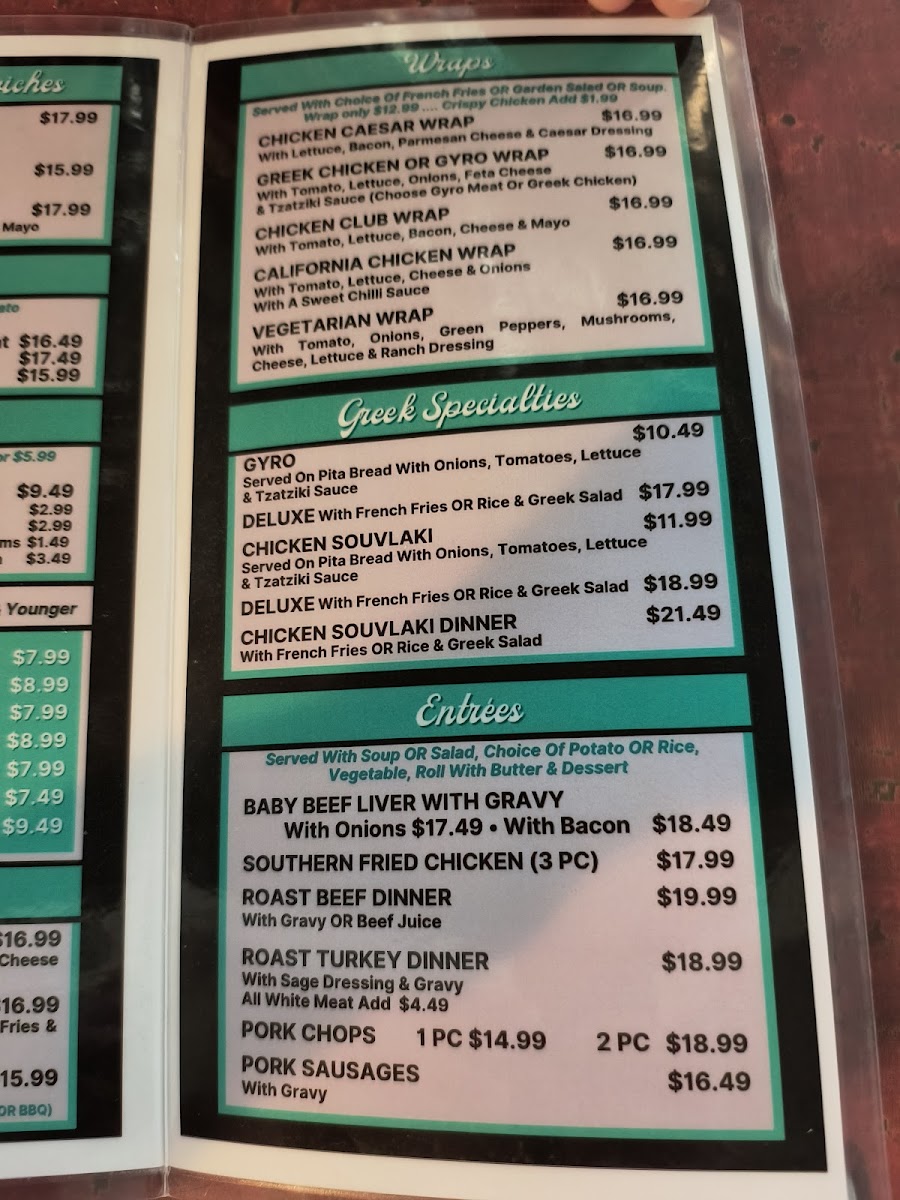 iches
$17.99
$15.99
$17.99
Mayo
t $16.49
$17.49
$15.99
or $5.99
$9.49
$2.99
$2.99
ms $1.49
$3.49
Younger
$7.99
$8.99
$7.99
$8.99
$7.99
$7.49
$9.49
$16.99
Cheese
16.99
Fries &
15.99
OR BBQ)
Wraps
Served With Choice Of French Fries OR Garden Salad OR Soup.
Wrap only $12.99 .... Crispy Chicken Add $1.99
CHICKEN CAESAR WRAP $16.99
With Lettuce, Bacon, Parmesan Cheese & Caesar Dressing
GREEK CHICKEN OR GYRO WRAP $16.99
With Tomato, Lettuce, Onions, Feta Cheese
& Tzatziki Sauce (Choose Gyro Meat Or Greek Chicken)
CHICKEN CLUB WRAP $16.99
With Tomato, Lettuce, Bacon, Cheese & Mayo
CALIFORNIA CHICKEN WRAP $16.99
With Tomato, Lettuce, Cheese & Onions
With A Sweet Chilli Sauce
VEGETARIAN WRAP $16.99
With Tomato, Onions, Green Peppers, Mushrooms,
Cheese, Lettuce & Ranch Dressing
Greek Specialties
GYRO $10.49
Served On Pita Bread With Onions, Tomatoes, Lettuce
& Tzatziki Sauce
DELUXE With French Fries OR Rice & Greek Salad $17.99
CHICKEN SOUVLAKI $11.99
Served On Pita Bread With Onions, Tomatoes, Lettuce
& Tzatziki Sauce
DELUXE With French Fries OR Rice & Greek Salad $18.99
CHICKEN SOUVLAKI DINNER $21.49
With French Fries OR Rice & Greek Salad
Entrées
Served With Soup OR Salad, Choice Of Potato OR Rice,
Vegetable, Roll With Butter & Dessert
BABY BEEF LIVER WITH GRAVY
With Onions $17.49 • With Bacon $18.49
SOUTHERN FRIED CHICKEN (3 PC) $17.99
ROAST BEEF DINNER $19.99
With Gravy OR Beef Juice
ROAST TURKEY DINNER $18.99
With Sage Dressing & Gravy
All White Meat Add $4.49
PORK CHOPS 1 PC $14.99 2 PC $18.99
PORK SAUSAGES $16.49
With Gravy